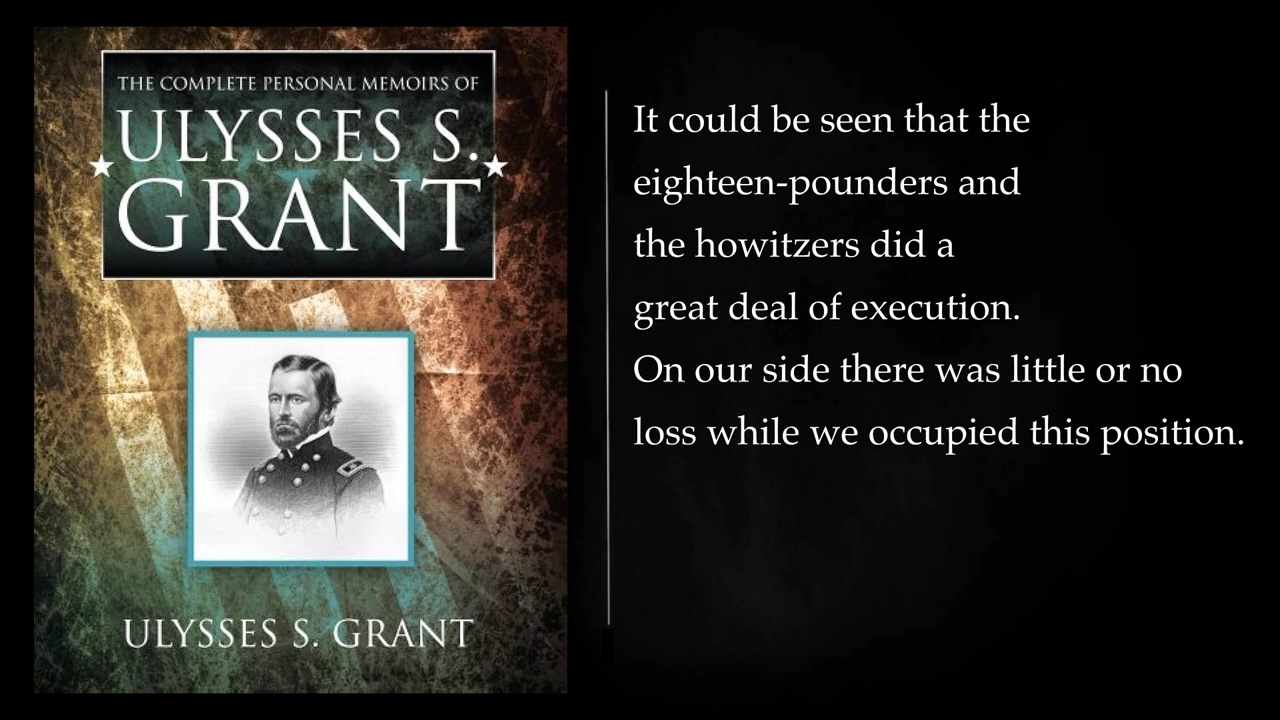 THE COMPLETE PERSONAL MEMOIRS OF
ULYSSES S.
GRANT
ULYSSES S. GRANT
It could be seen that the
eighteen-pounders and
the howitzers did a
great deal of execution.
On our side there was little or no
loss while we occupied this position.